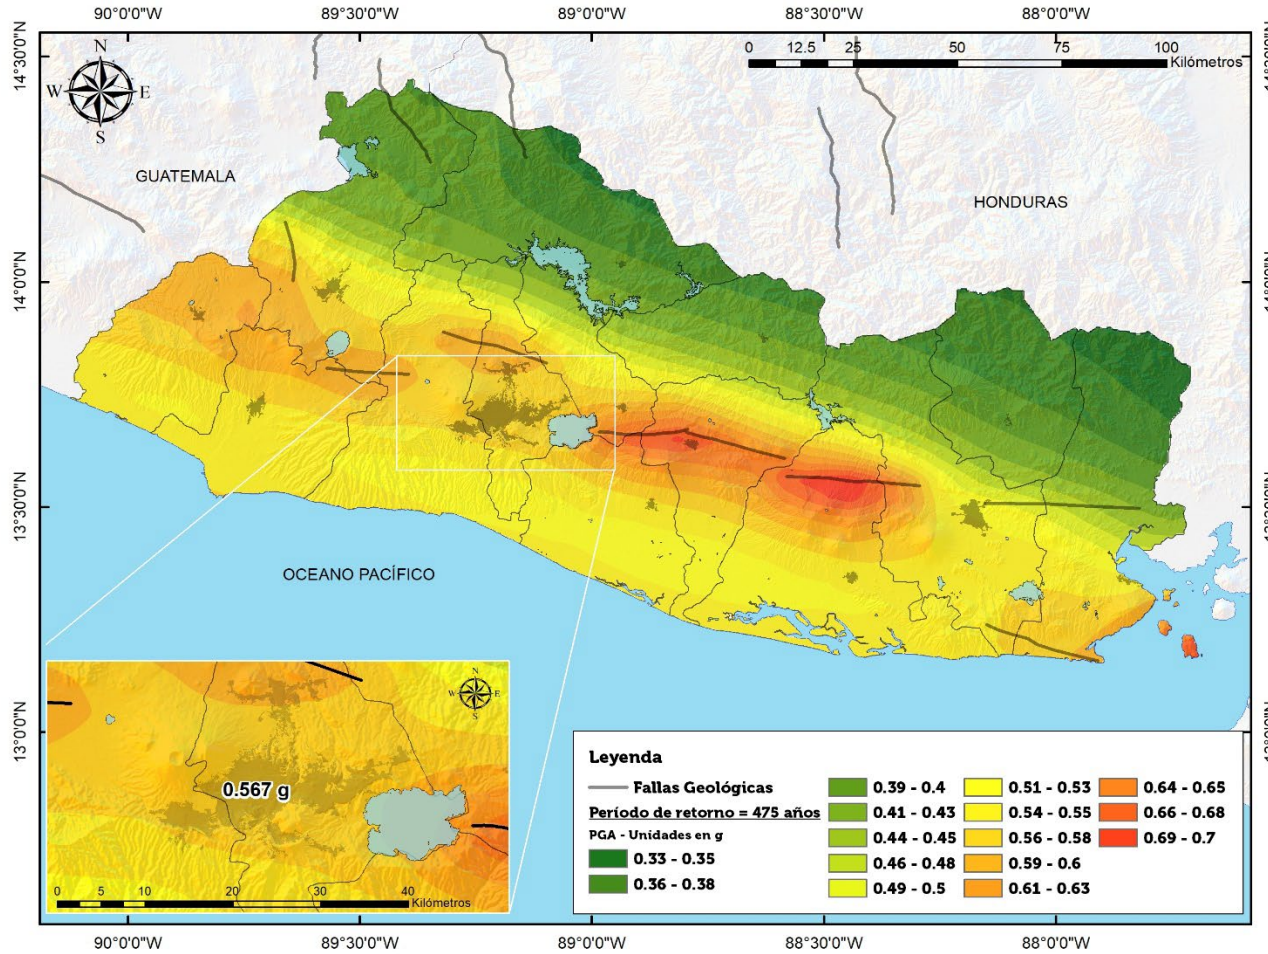 90°0'0"W 89°30'0"W 89°0'0"W 88°30'0"W 88°0'0"W
14°30'0"N
14°0'0"N
13°30'0"N
13°0'0"N
N
W E
S
0 12.5 25 50 75 100
Kilómetros
GUATEMALA
HONDURAS
OCEANO PACÍFICO
N
W E
S
0.567 g
0 5 10 20 30 40
Kilómetros
Leyenda
Fallas Geológicas
Período de retorno = 475 años
PGA - Unidades en g
0.33 - 0.35
0.36 - 0.38
0.39 - 0.4
0.41 - 0.43
0.44 - 0.45
0.46 - 0.48
0.49 - 0.5
0.51 - 0.53
0.54 - 0.55
0.56 - 0.58
0.59 - 0.6
0.61 - 0.63
0.64 - 0.65
0.66 - 0.68
0.69 - 0.7
90°0'0"W 89°30'0"W 89°0'0"W 88°30'0"W 88°0'0"W